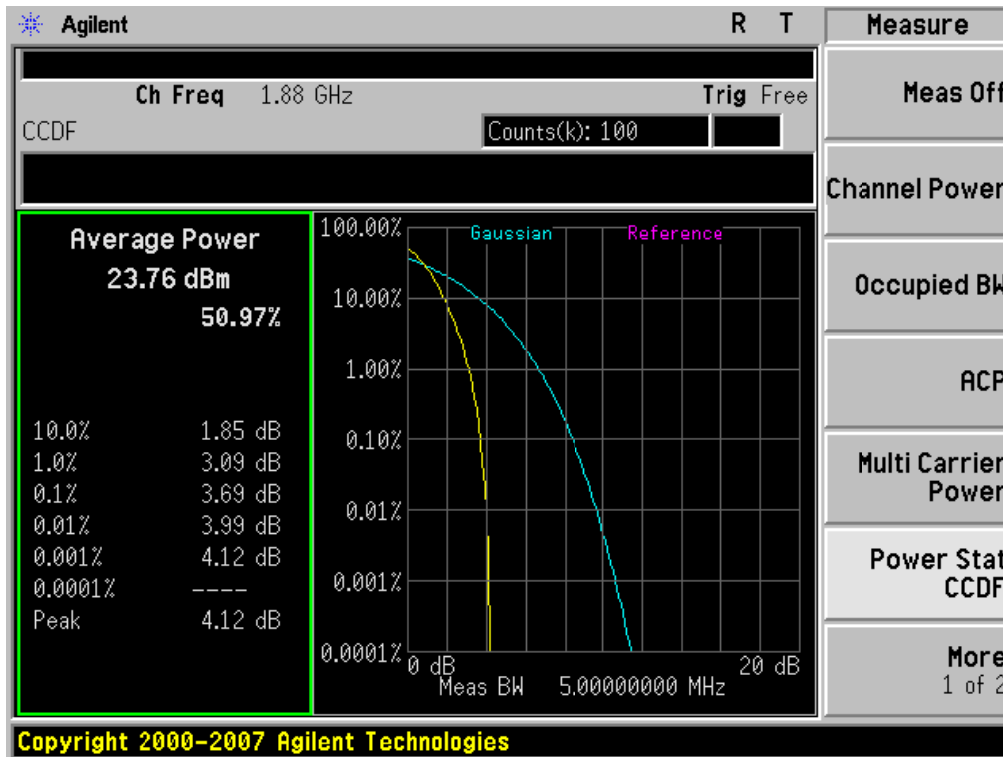 Agilent R T Measure
Ch Freq 1.88 GHz Trig Free
CCDF Counts(k): 100
Meas Off
Channel Power
Occupied BW
ACP
Multi Carrier
Power
Power Stat
CCDF
More
1 of 2
Average Power
23.76 dBm
50.97%
10.0% 1.85 dB
1.0% 3.09 dB
0.1% 3.69 dB
0.01% 3.99 dB
0.001% 4.12 dB
0.0001% ----
Peak 4.12 dB
Gaussian Reference
100.00%
10.00%
1.00%
0.10%
0.01%
0.001%
0.0001%
0 dB 20 dB
Meas BW 5.00000000 MHz
Copyright 2000-2007 Agilent Technologies